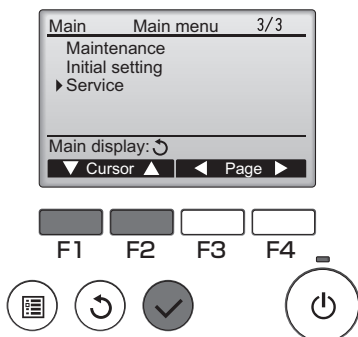 Main Main menu 3/3
Maintenance
Initial setting
Service
Main display:
Cursor Page
F1 F2 F3 F4